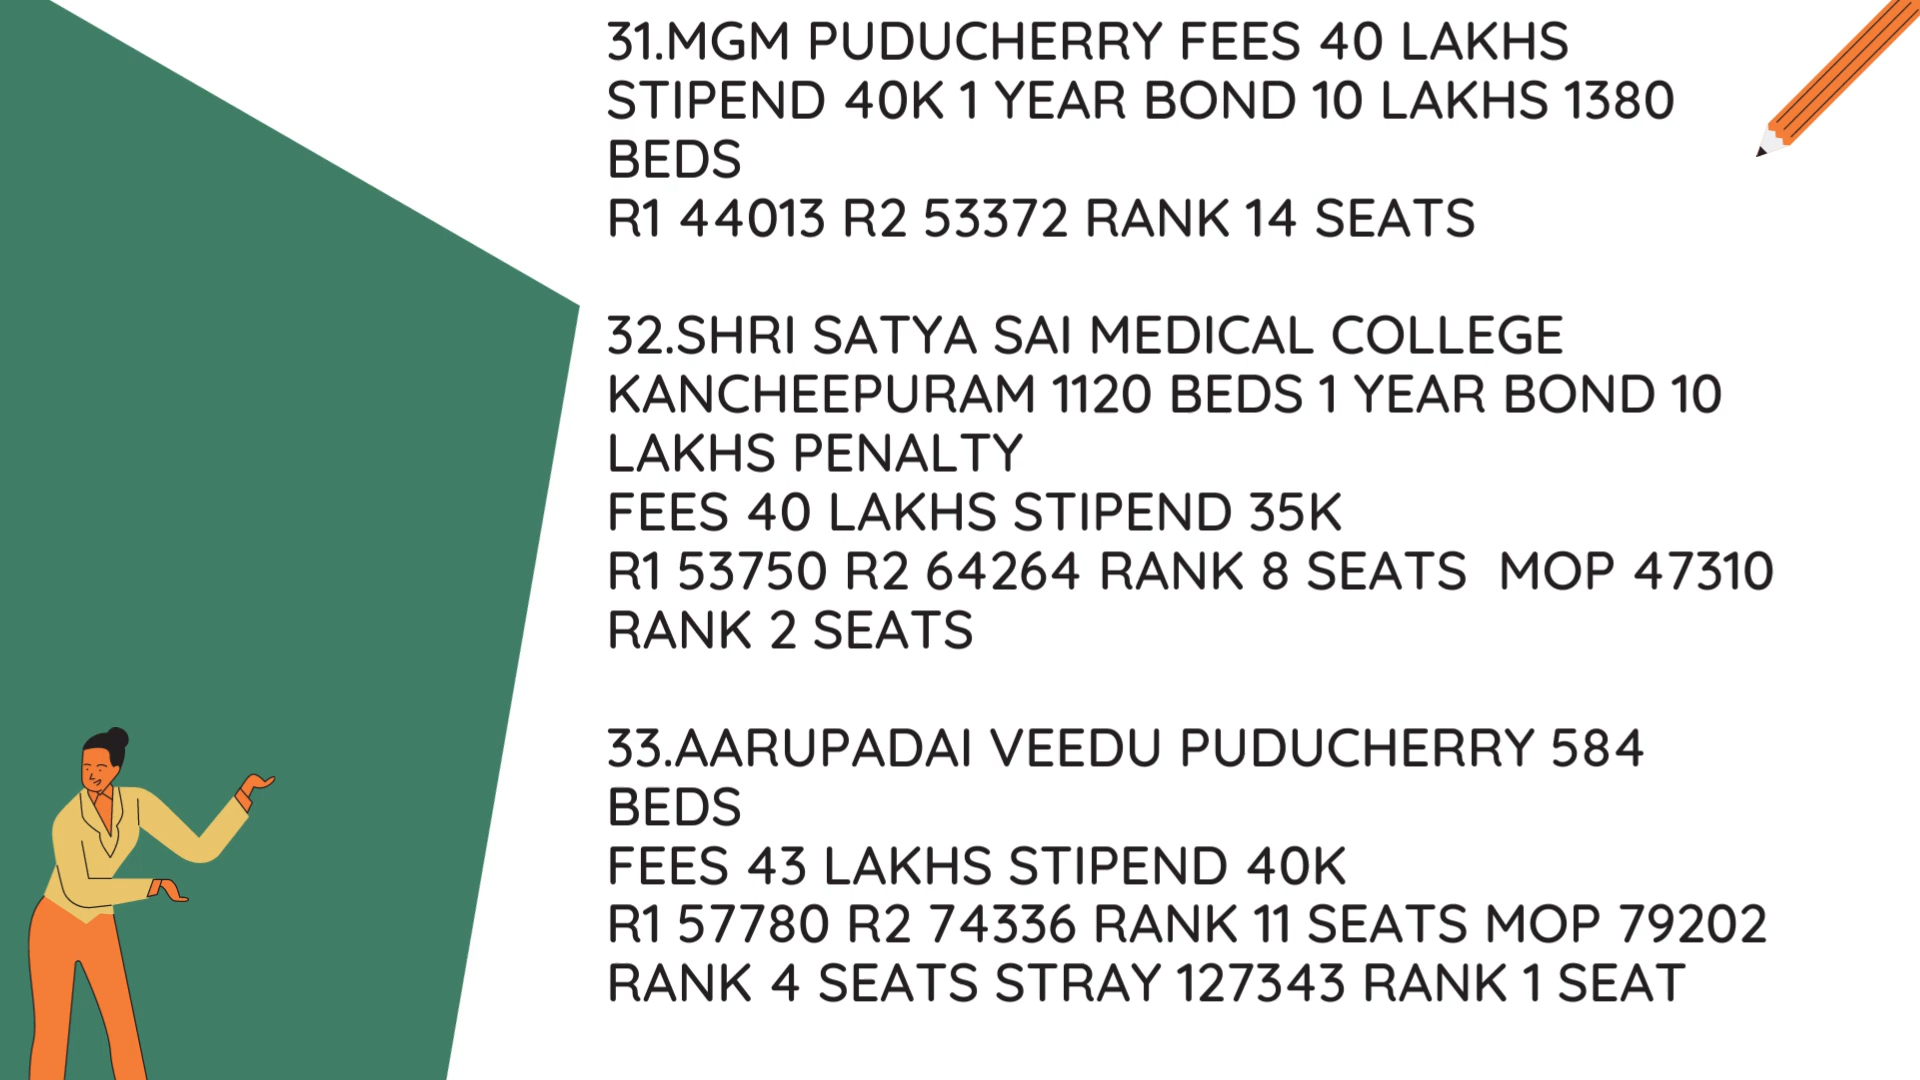 31.MGM PUDUCHERRY FEES 40 LAKHS
STIPEND 40K 1 YEAR BOND 10 LAKHS 1380
BEDS
R1 44013 R2 53372 RANK 14 SEATS
32.SHRI SATYA SAI MEDICAL COLLEGE
KANCHEEPURAM 1120 BEDS 1 YEAR BOND 10
LAKHS PENALTY
FEES 40 LAKHS STIPEND 35K
R1 53750 R2 64264 RANK 8 SEATS  MOP 47310
RANK 2 SEATS
33.AARUPADAI VEEDU PUDUCHERRY 584
BEDS
FEES 43 LAKHS STIPEND 40K
R1 57780 R2 74336 RANK 11 SEATS MOP 79202
RANK 4 SEATS STRAY 127343 RANK 1 SEAT